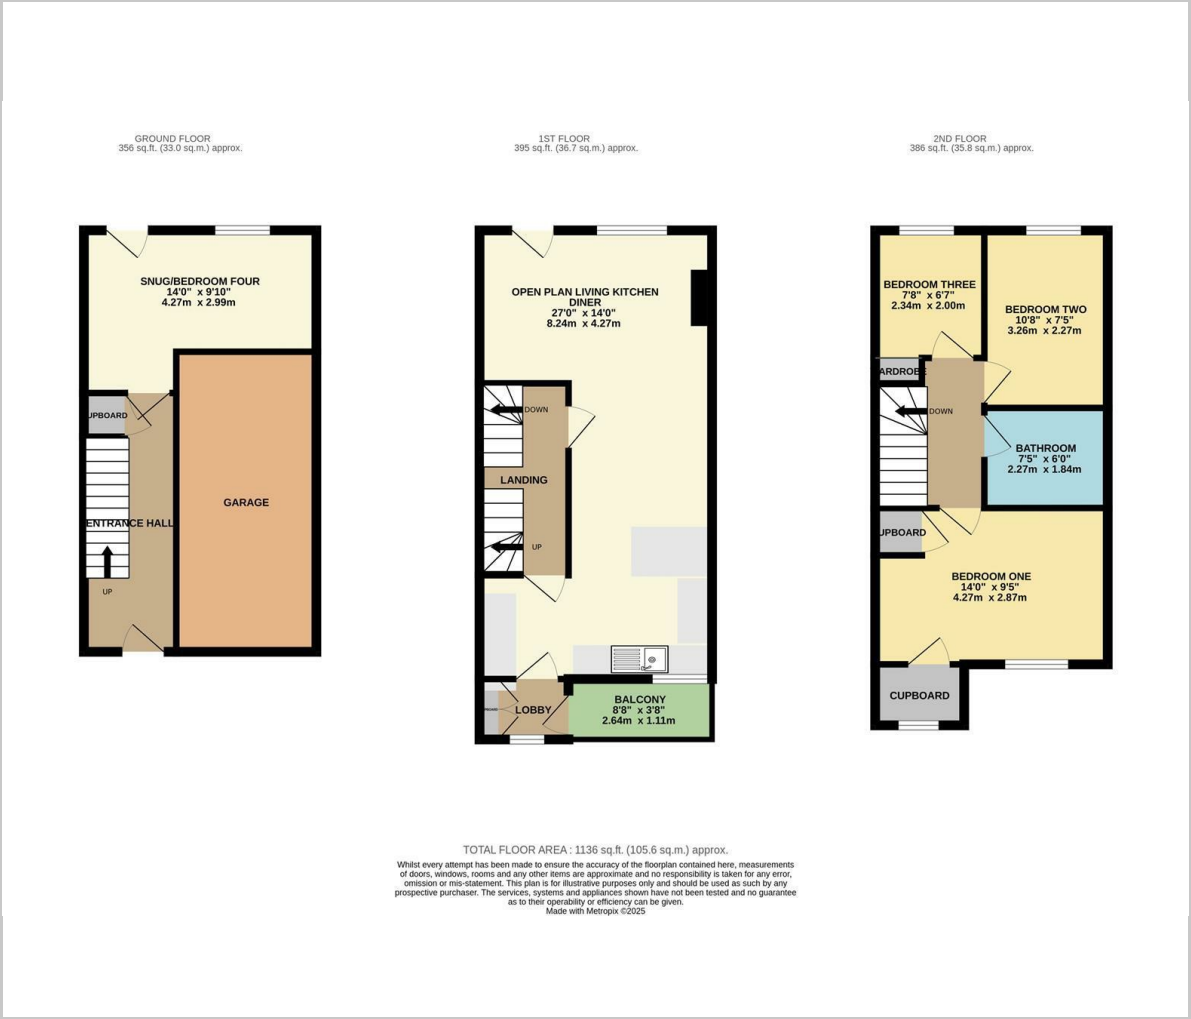 GROUND FLOOR
356 sq.ft. (33.0 sq.m.) approx.
SNUG/BEDROOM FOUR
14'0" x 9'10"
4.27m x 2.99m
UPBOARD
GARAGE
ENTRANCE HALL
UP
1ST FLOOR
395 sq.ft. (36.7 sq.m.) approx.
OPEN PLAN LIVING KITCHEN
DINER
27'0" x 14'0"
8.24m x 4.27m
DOWN
LANDING
UP
LOBBY
BALCONY
8'8" x 3'8"
2.64m x 1.11m
2ND FLOOR
386 sq.ft. (35.8 sq.m.) approx.
BEDROOM THREE
7'8" x 6'7"
2.34m x 2.00m
BEDROOM TWO
10'8" x 7'5"
3.26m x 2.27m
ARDROBE
DOWN
BATHROOM
7'5" x 6'0"
2.27m x 1.84m
UPBOARD
BEDROOM ONE
14'0" x 9'5"
4.27m x 2.87m
CUPBOARD
TOTAL FLOOR AREA : 1136 sq.ft. (105.6 sq.m.) approx.
Whilst every attempt has been made to ensure the accuracy of the floorplan contained here, measurements
of doors, windows, rooms and any other items are approximate and no responsibility is taken for any error,
omission or mis-statement. This plan is for illustrative purposes only and should be used as such by any
prospective purchaser. The services, systems and appliances shown have not been tested and no guarantee
as to their operability or efficiency can be given.
Made with Metropix ©2025